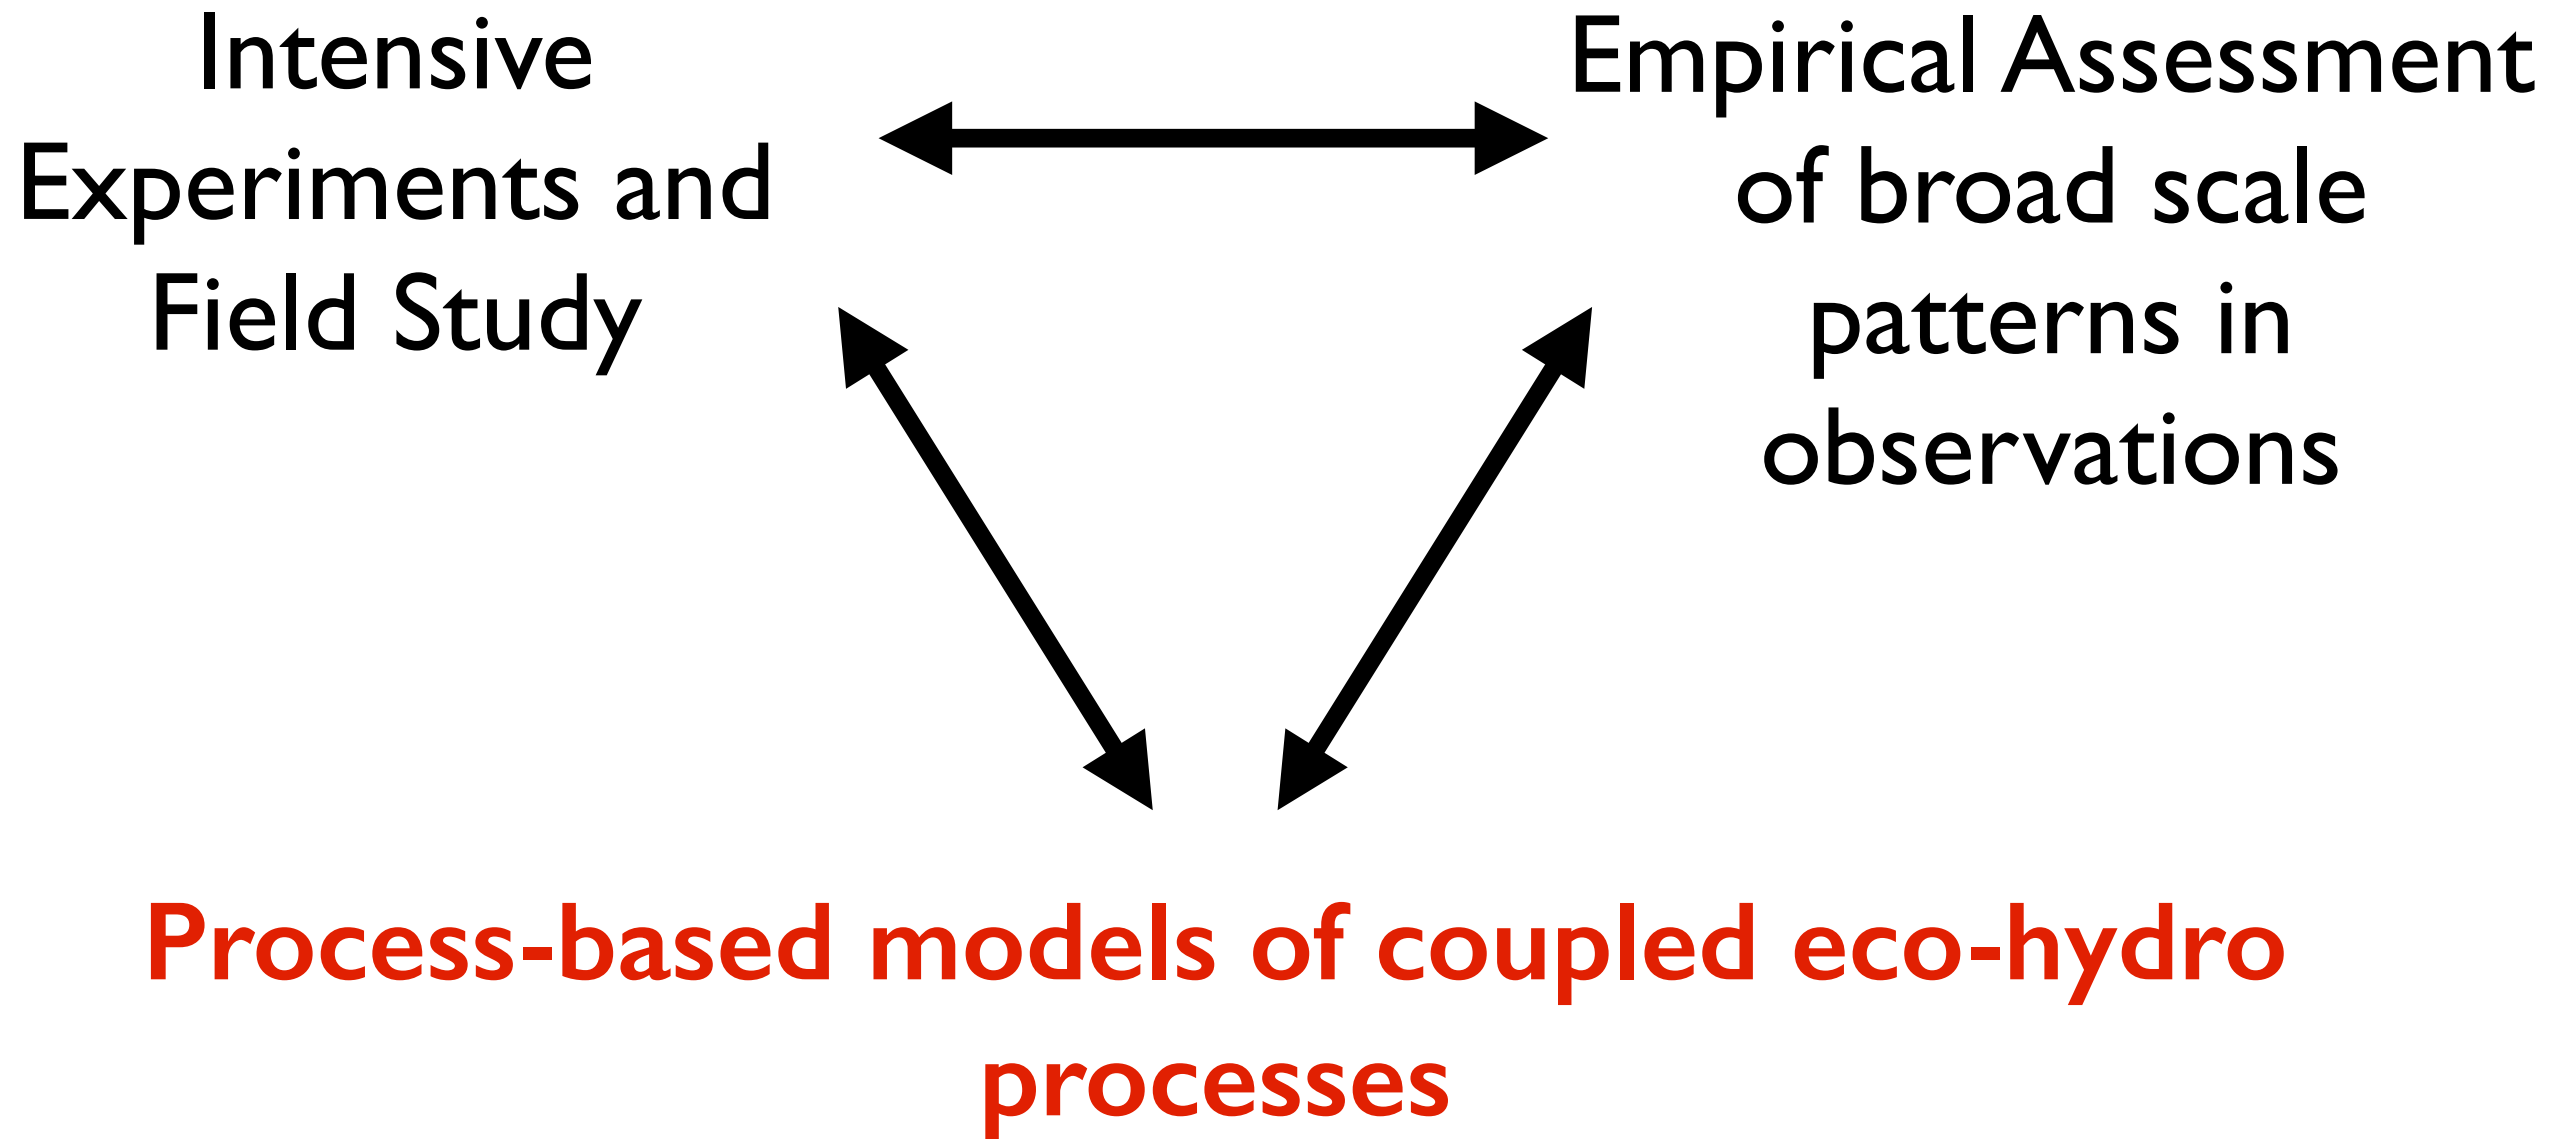 Intensive
Experiments and
Field Study
Empirical Assessment
of broad scale
patterns in
observations
Process-based models of coupled eco-hydro
processes